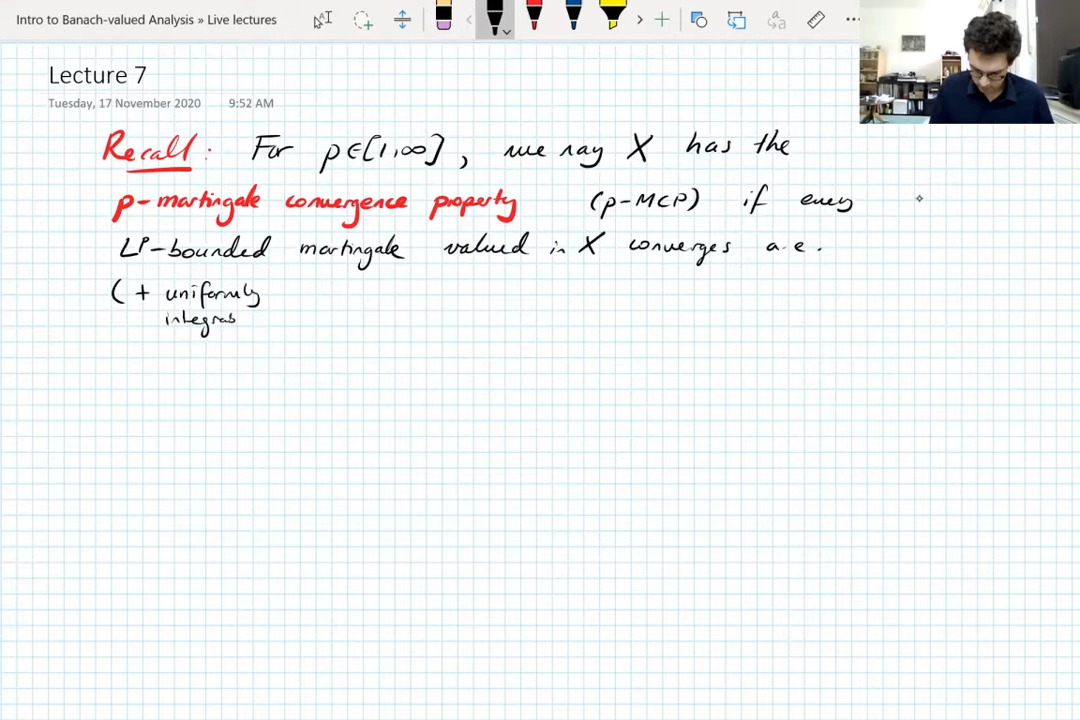 Intro to Banach-valued Analysis » Live lectures
Lecture 7
Tuesday, 17 November 2020 9:52 AM
Recall: For p∈[1,∞], we say X has the
p-martingale convergence property (p-MCP) if every
Lᵖ-bounded martingale valued in X converges a.e.
(+ uniformly
integrab